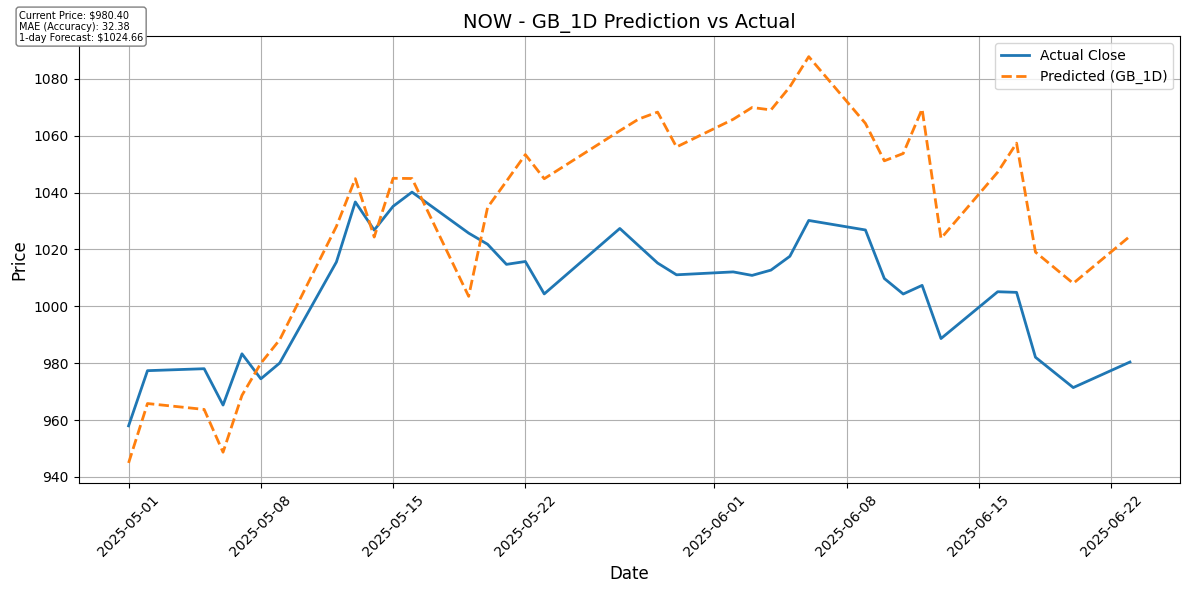 Current Price: $980.40
MAE (Accuracy): 32.38
1-day Forecast: $1024.66
NOW - GB_1D Prediction vs Actual
Actual Close
Predicted (GB_1D)
Price
1080
1060
1040
1020
1000
980
960
940
2025-05-01
2025-05-08
2025-05-15
2025-05-22
2025-06-01
2025-06-08
2025-06-15
2025-06-22
Date